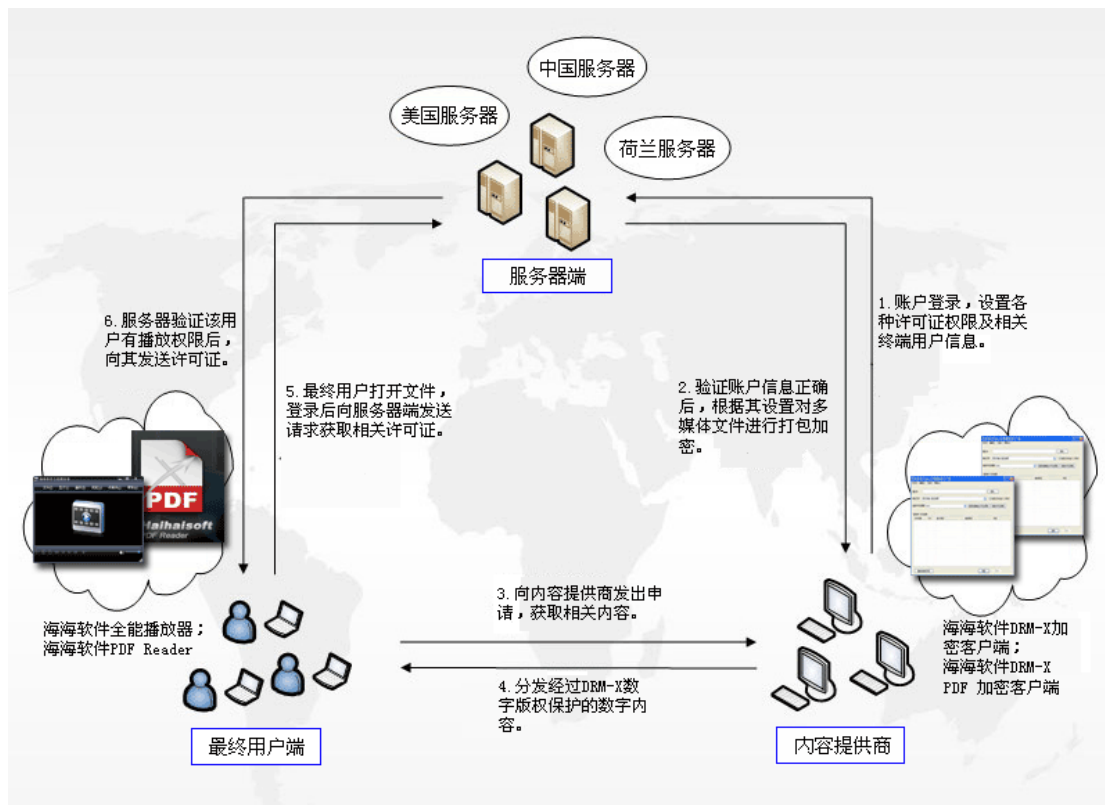 中国服务器
美国服务器
荷兰服务器
服务器端
1.账户登录，设置各
种许可证权限及相关
终端用户信息。
6.服务器验证该用
户有播放权限后，
向其发送许可证。
5.最终用户打开文件，
登录后向服务器端发送
请求获取相关许可证。
2.验证账户信息正确
后，根据其设置对多
媒体文件进行打包加
密。
PDF
Haihaisoft
PDF Reader
3.向内容提供商发出申
请，获取相关内容。
海海软件全能播放器；
海海软件PDF Reader
海海软件DRM-X加
密客户端；
海海软件DRM-X
PDF 加密客户端
4.分发经过DRM-X数
字版权保护的数字内
容。
最终用户端
内容提供商